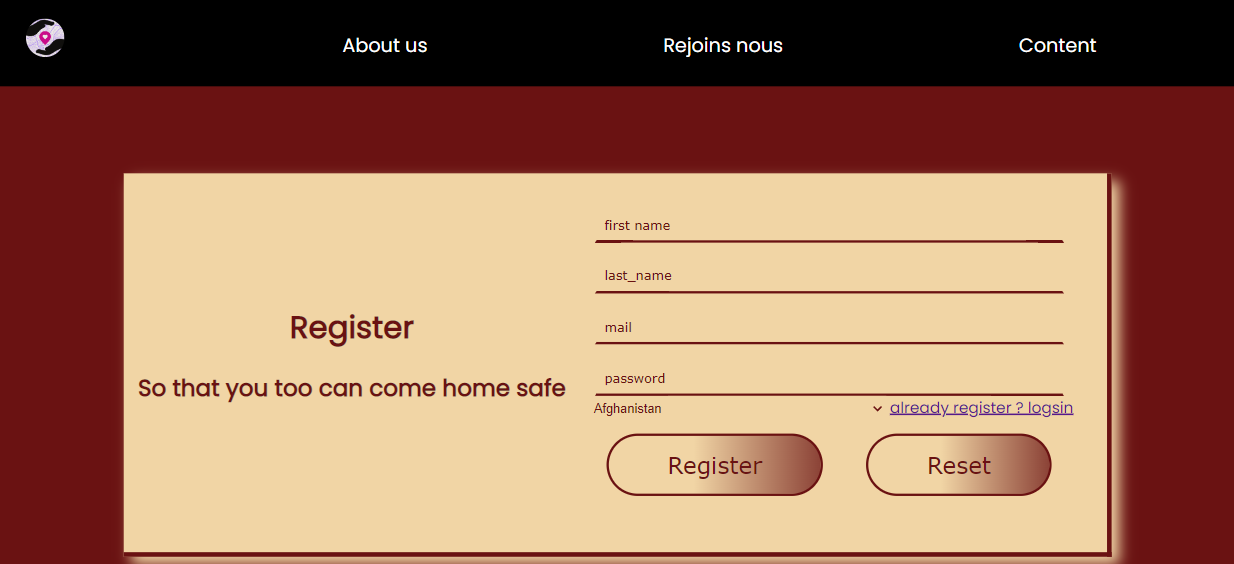 About us
Rejoins nous
Content
Register
So that you too can come home safe
first name
last_name
mail
password
Afghanistan
already register ? logsin
Register
Reset